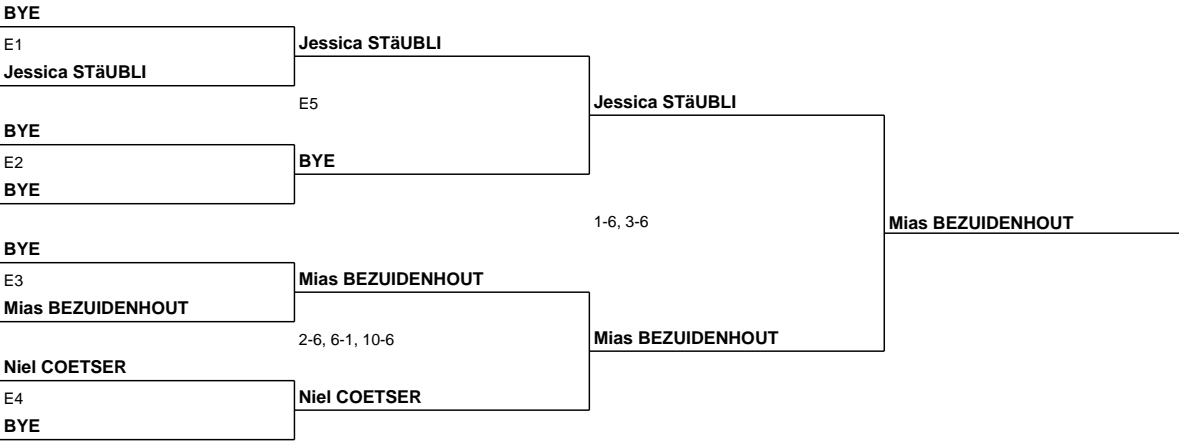 BYE
E1
Jessica STäUBLI
Jessica STäUBLI
E5
Jessica STäUBLI
BYE
E2
BYE
BYE
1-6, 3-6
Mias BEZUIDENHOUT
BYE
E3
Mias BEZUIDENHOUT
Mias BEZUIDENHOUT
2-6, 6-1, 10-6
Mias BEZUIDENHOUT
Niel COETSER
E4
Niel COETSER
BYE